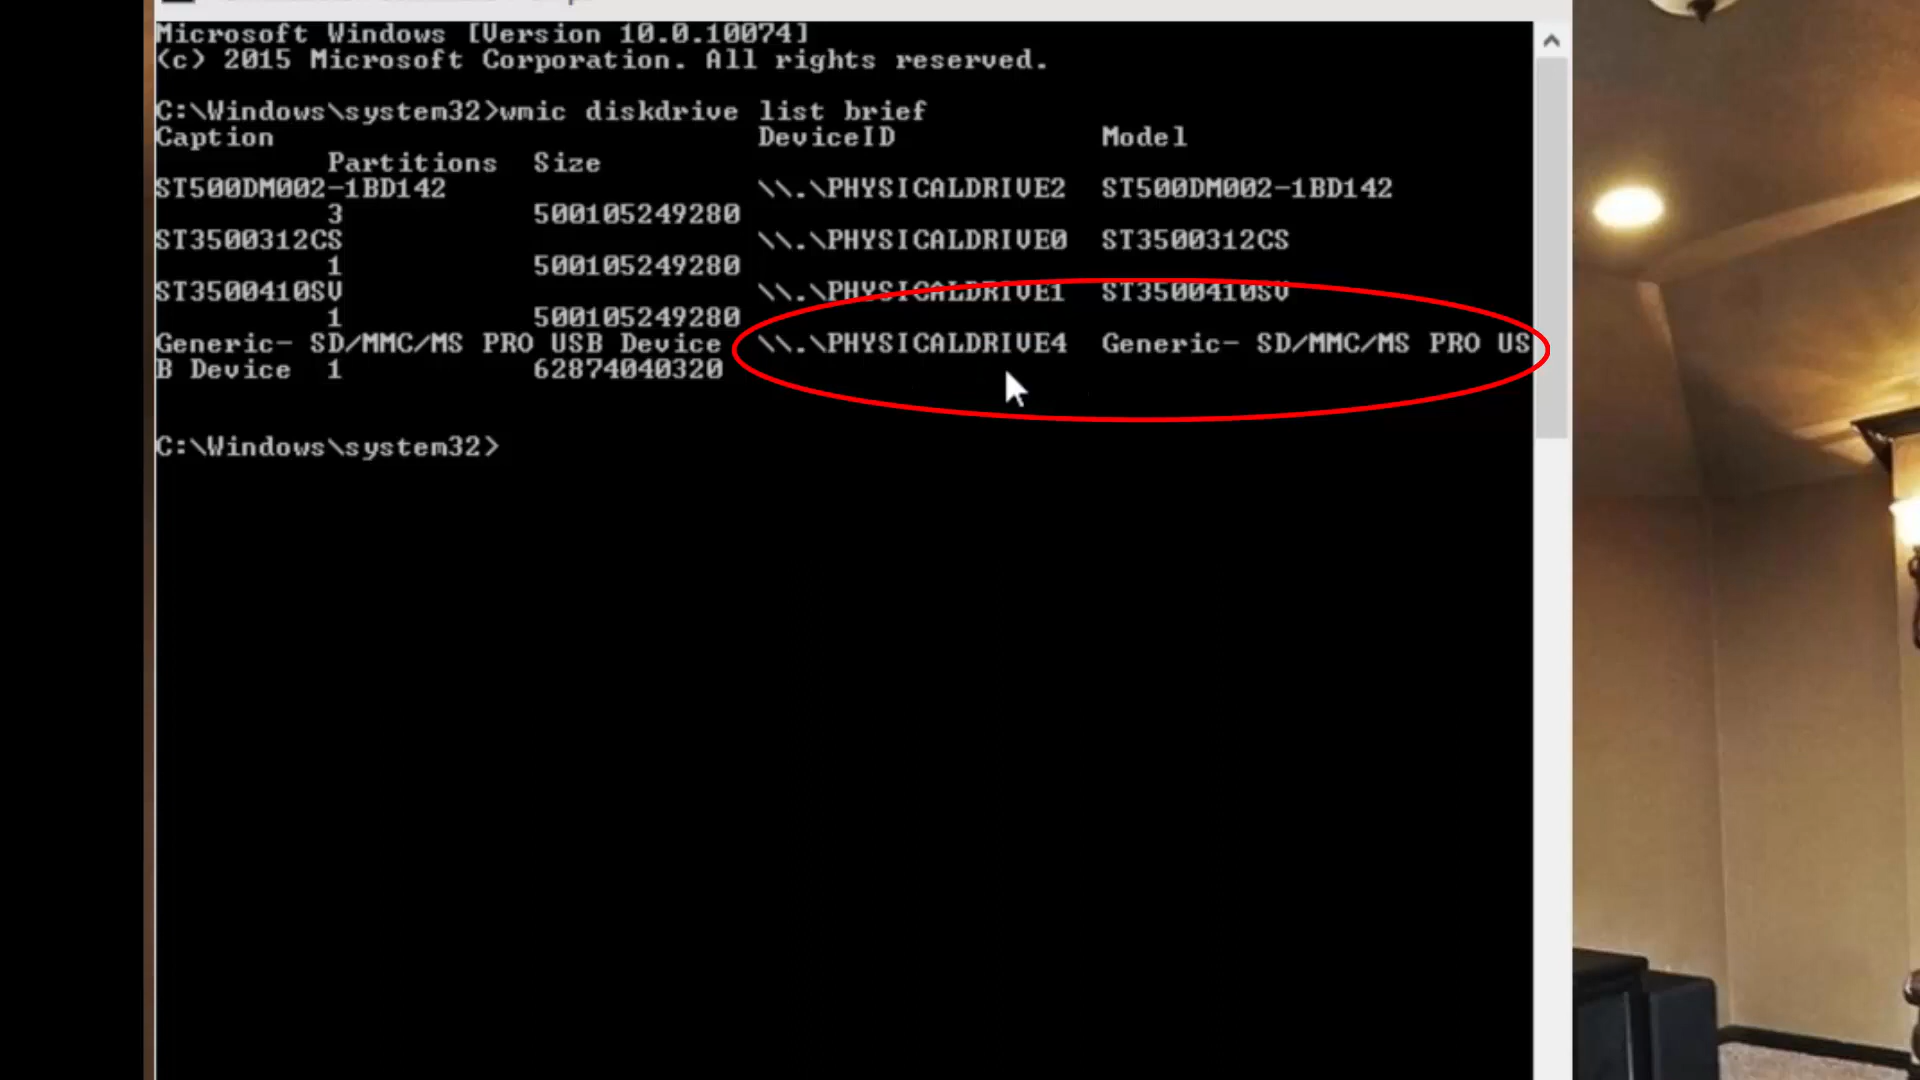 Microsoft Windows [Version 10.0.10074]
(c) 2015 Microsoft Corporation. All rights reserved.
C:\Windows\system32>wmic diskdrive list brief
Caption DeviceID Model
Partitions Size
ST500DM002-1BD142 \\.\PHYSICALDRIVE2 ST500DM002-1BD142
3 500105249280
ST3500312CS \\.\PHYSICALDRIVE0 ST3500312CS
1 500105249280
ST3500410SV \\.\PHYSICALDRIVE1 ST3500410SV
1 500105249280
Generic- SD/MMC/MS PRO USB Device \\.\PHYSICALDRIVE4 Generic- SD/MMC/MS PRO US
B Device 1 62874040320
C:\Windows\system32>